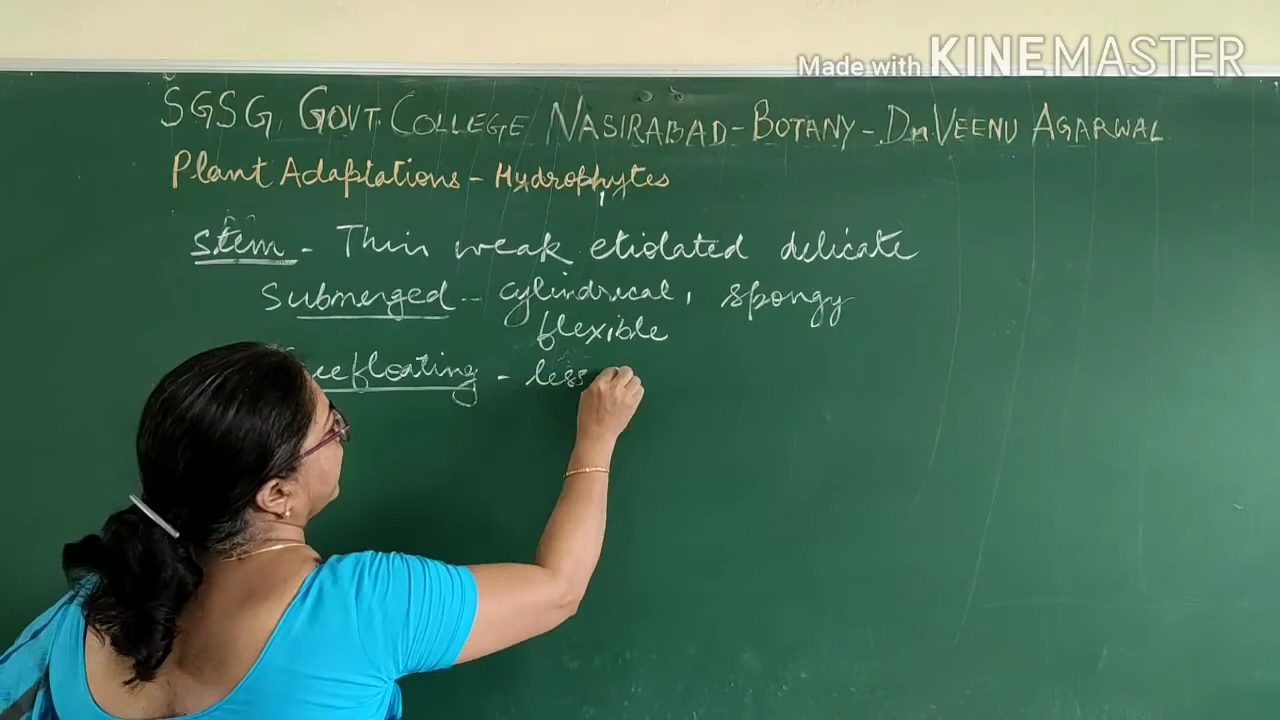 Made with KINEMASTER
SGSG, GOVT. COLLEGE NASIRABAD - BOTANY - Dr. VEENU AGARWAL
Plant Adaptations - Hydrophytes
Stem - Thin weak etiolated delicate
Submerged - cylindrical, spongy
flexible
eefloating - less